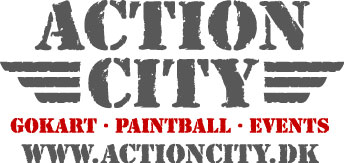 ACTION
CITY
GOKART · PAINTBALL · EVENTS
WWW.ACTIONCITY.DK